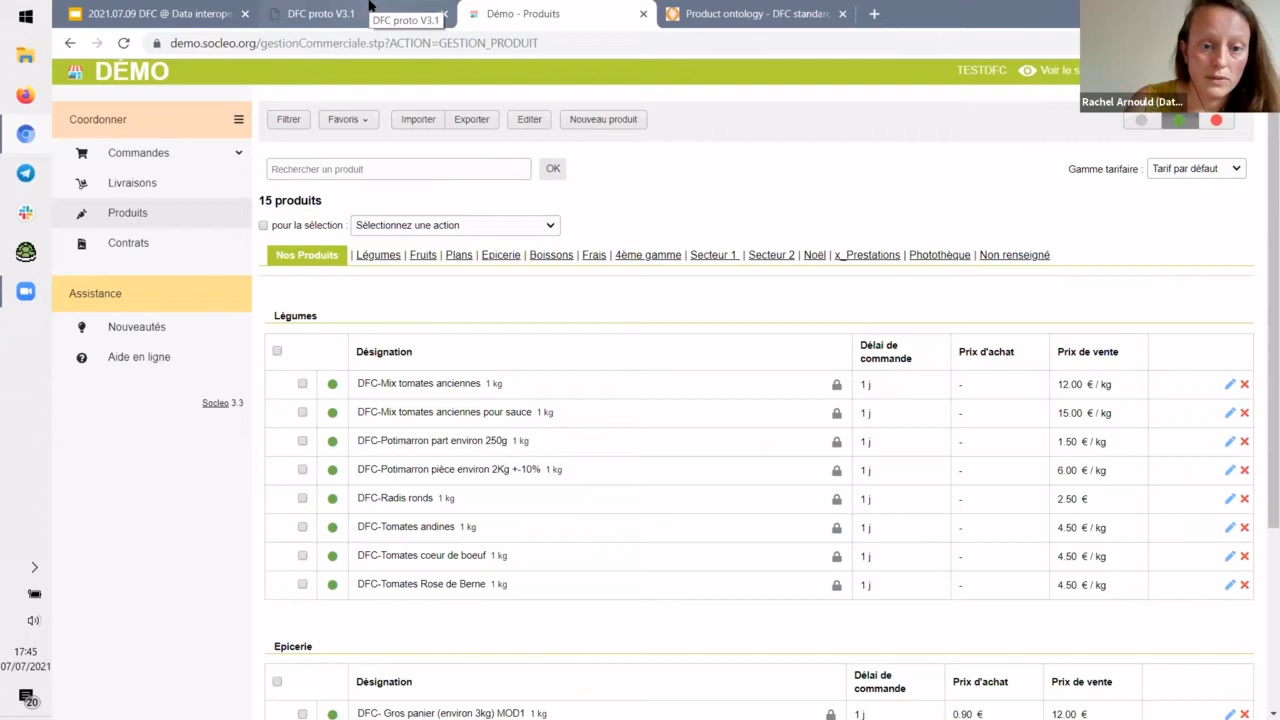 2021.07.09 DFC @ Data interope
DFC proto V3.1
DFC proto V3.1
Démo - Produits
Product ontology - DFC standar
demo.socleo.org/gestionCommerciale.stp?ACTION=GESTION_PRODUIT
DÉMO
TESTDFC
Voir le s
Rachel Arnould (Dat...
Coordonner
Commandes
Livraisons
Produits
Contrats
Assistance
Nouveautés
Aide en ligne
Socleo 3.3
17:45
07/07/2021
20
Filtrer
Favoris
Importer
Exporter
Editer
Nouveau produit
Rechercher un produit
OK
Gamme tarifaire :
Tarif par défaut
15 produits
pour la sélection :
Sélectionnez une action
Nos Produits | Légumes | Fruits | Plans | Epicerie | Boissons | Frais | 4ème gamme | Secteur 1 | Secteur 2 | Noël | x_Prestations | Photothèque | Non renseigné
Légumes
Désignation
Délai de
commande
Prix d'achat
Prix de vente
DFC-Mix tomates anciennes 1 kg 1 j - 12.00 € / kg
DFC-Mix tomates anciennes pour sauce 1 kg 1 j - 15.00 € / kg
DFC-Potimarron part environ 250g 1 kg 1 j - 1.50 € / kg
DFC-Potimarron pièce environ 2Kg +-10% 1 kg 1 j - 6.00 € / kg
DFC-Radis ronds 1 kg 1 j - 2.50 €
DFC-Tomates andines 1 kg 1 j - 4.50 € / kg
DFC-Tomates coeur de boeuf 1 kg 1 j - 4.50 € / kg
DFC-Tomates Rose de Berne 1 kg 1 j - 4.50 € / kg
Epicerie
Désignation
Délai de
commande
Prix d'achat
Prix de vente
DFC- Gros panier (environ 3kg) MOD1 1 kg 1 j 0.90 € 12.00 €